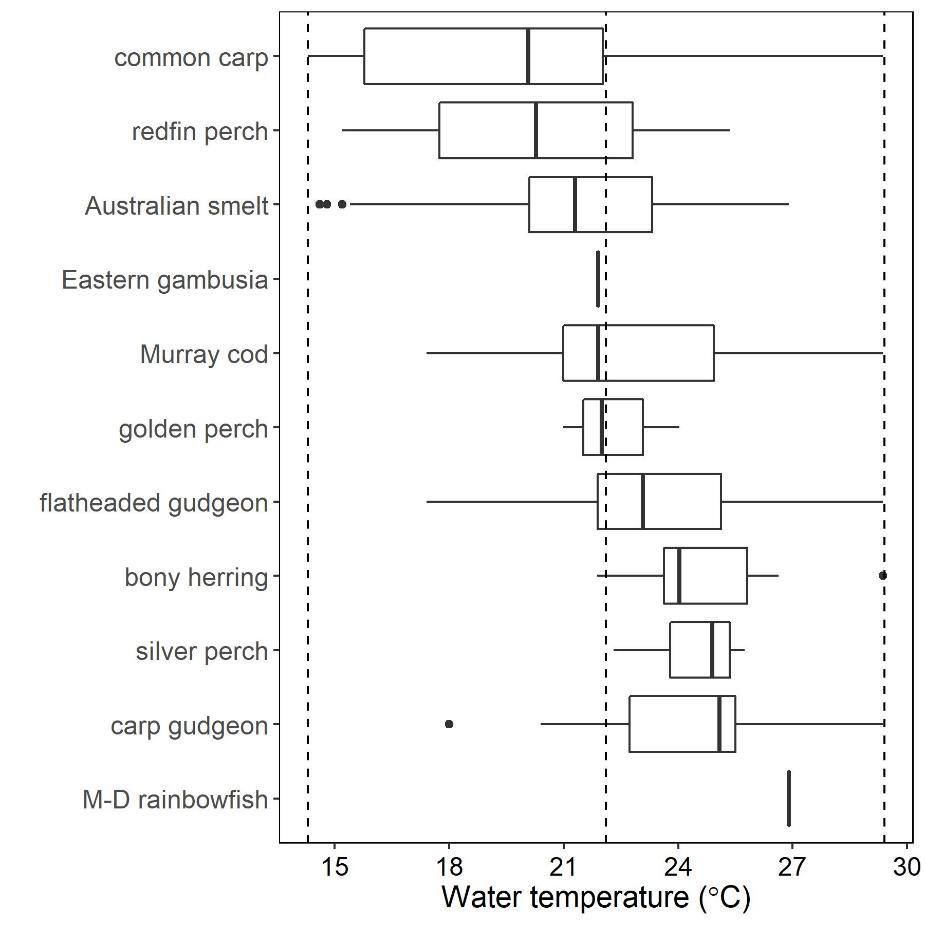 common carp
redfin perch
Australian smelt
Eastern gambusia
Murray cod
golden perch
flatheaded gudgeon
bony herring
silver perch
carp gudgeon
M-D rainbowfish
15 18 21 24 27 30
Water temperature (°C)